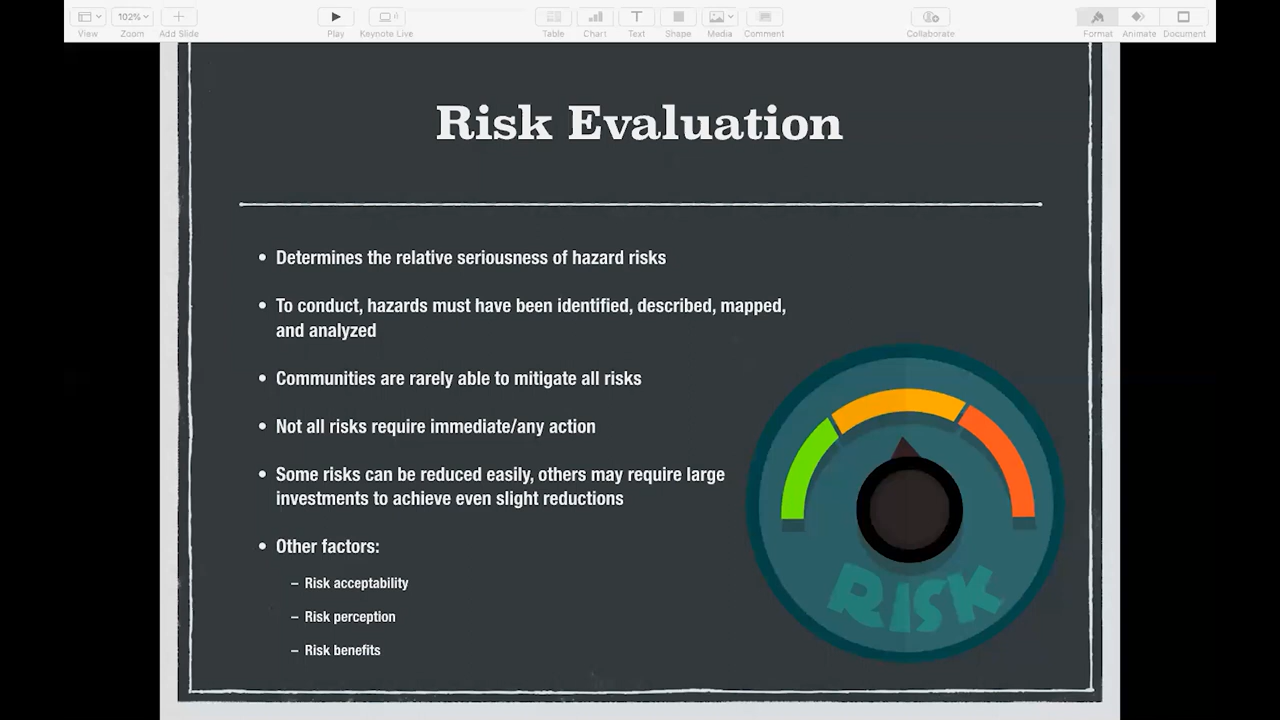 102%
View
Zoom
Add Slide
Play
Keynote Live
Table
Chart
Text
Shape
Media
Comment
Collaborate
Format
Animate
Document
Risk Evaluation
• Determines the relative seriousness of hazard risks
• To conduct, hazards must have been identified, described, mapped,
and analyzed
• Communities are rarely able to mitigate all risks
• Not all risks require immediate/any action
• Some risks can be reduced easily, others may require large
investments to achieve even slight reductions
• Other factors:
– Risk acceptability
– Risk perception
– Risk benefits
RISK